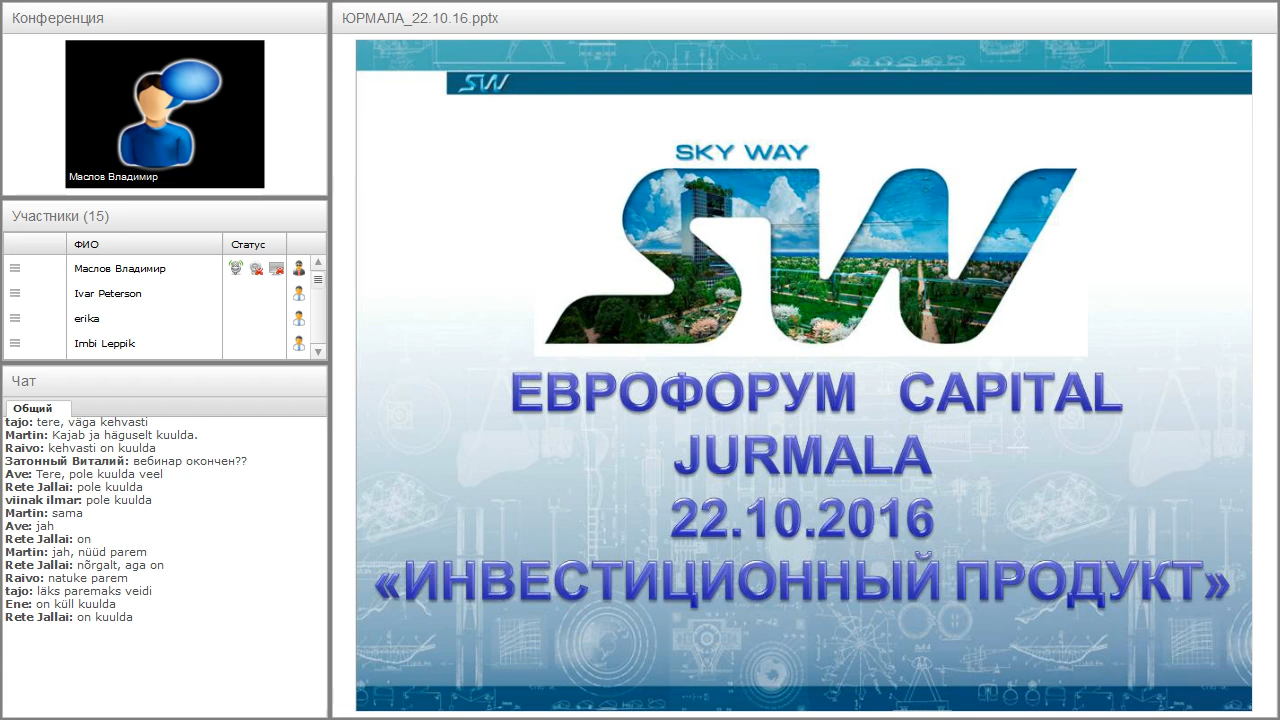 Конференция
Маслов Владимир
Участники (15)
ФИО
Статус
Маслов Владимир
Ivar Peterson
erika
Indrek Eik
Чат
Общий
tajo: tere, väga kehvasti
Martin: Kajab ja häguselt kuulda.
Raivo: kehvasti on kuulda
Затонный Виталий: вебинар окончен??
Ave: Tere, pole kuulda veel
Rete Jallai: pole kuulda
viinak ilmar: pole kuulda
Martin: sama
Ave: jah
Rete Jallai: on
Martin: jah, nüüd parem
Rete Jallai: nõrgalt, aga on
Raivo: natuke parem
tajo: läks paremaks veidi
Ene: on küll kuulda
Rete Jallai: on kuulda
ЮРМАЛА_22.10.16.pptx
SW
SKY WAY
SW
ЕВРОФОРУМ CAPITAL
JURMALA
22.10.2016
«ИНВЕСТИЦИОННЫЙ ПРОДУКТ»